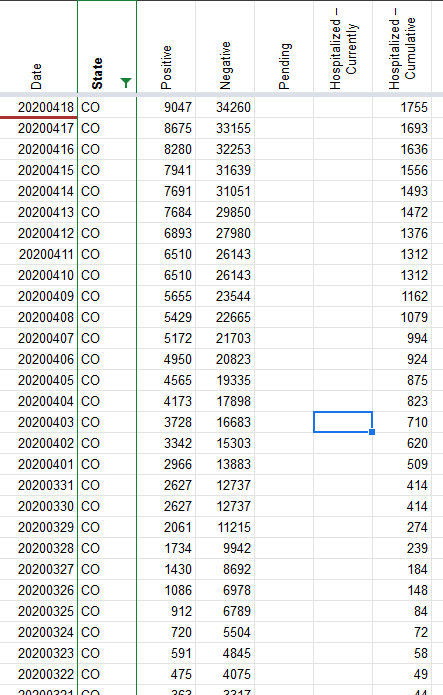 Date State Positive Negative Pending Hospitalized – Currently Hospitalized – Cumulative
20200418 CO 9047 34260 1755
20200417 CO 8675 33155 1693
20200416 CO 8280 32253 1636
20200415 CO 7941 31639 1556
20200414 CO 7691 31051 1493
20200413 CO 7684 29850 1472
20200412 CO 6893 27980 1376
20200411 CO 6510 26143 1312
20200410 CO 6510 26143 1312
20200409 CO 5655 23544 1162
20200408 CO 5429 22665 1079
20200407 CO 5172 21703 994
20200406 CO 4950 20823 924
20200405 CO 4565 19335 875
20200404 CO 4173 17898 823
20200403 CO 3728 16683 710
20200402 CO 3342 15303 620
20200401 CO 2966 13883 509
20200331 CO 2627 12737 414
20200330 CO 2627 12737 414
20200329 CO 2061 11215 274
20200328 CO 1734 9942 239
20200327 CO 1430 8692 184
20200326 CO 1086 6978 148
20200325 CO 912 6789 84
20200324 CO 720 5504 72
20200323 CO 591 4845 58
20200322 CO 475 4075 49